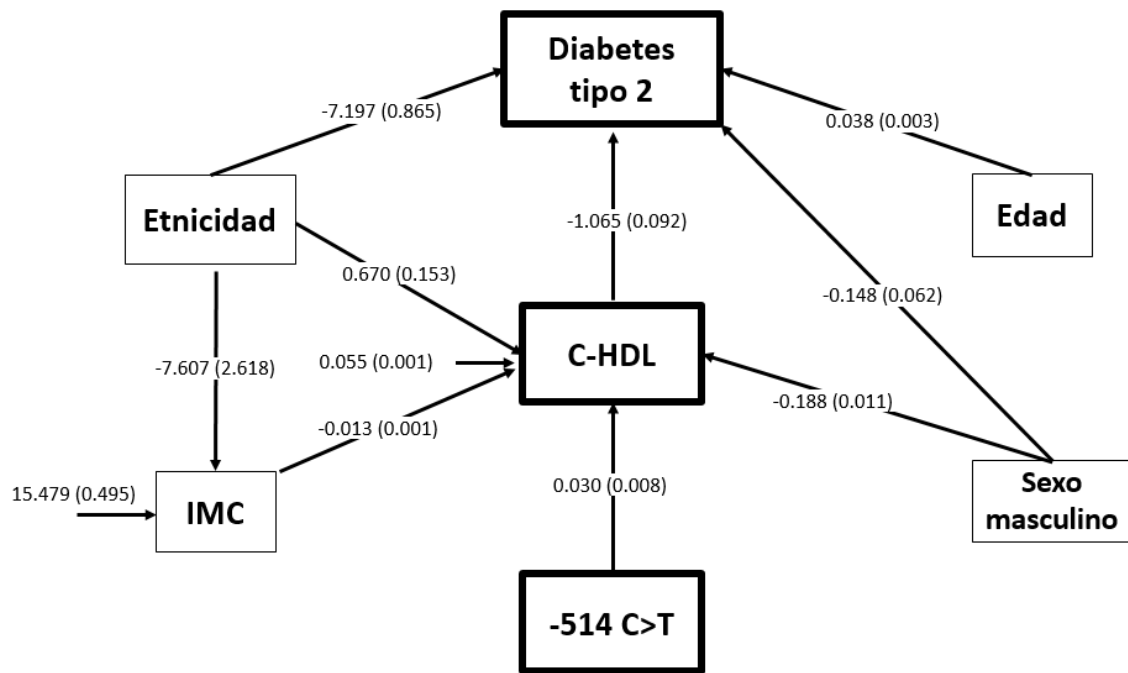 Diabetes
tipo 2
-7.197 (0.865)
0.038 (0.003)
Etnicidad
Edad
-1.065 (0.092)
0.670 (0.153)
-0.148 (0.062)
C-HDL
0.055 (0.001)
-7.607 (2.618)
-0.188 (0.011)
-0.013 (0.001)
15.479 (0.495)
IMC
0.030 (0.008)
Sexo
masculino
-514 C>T